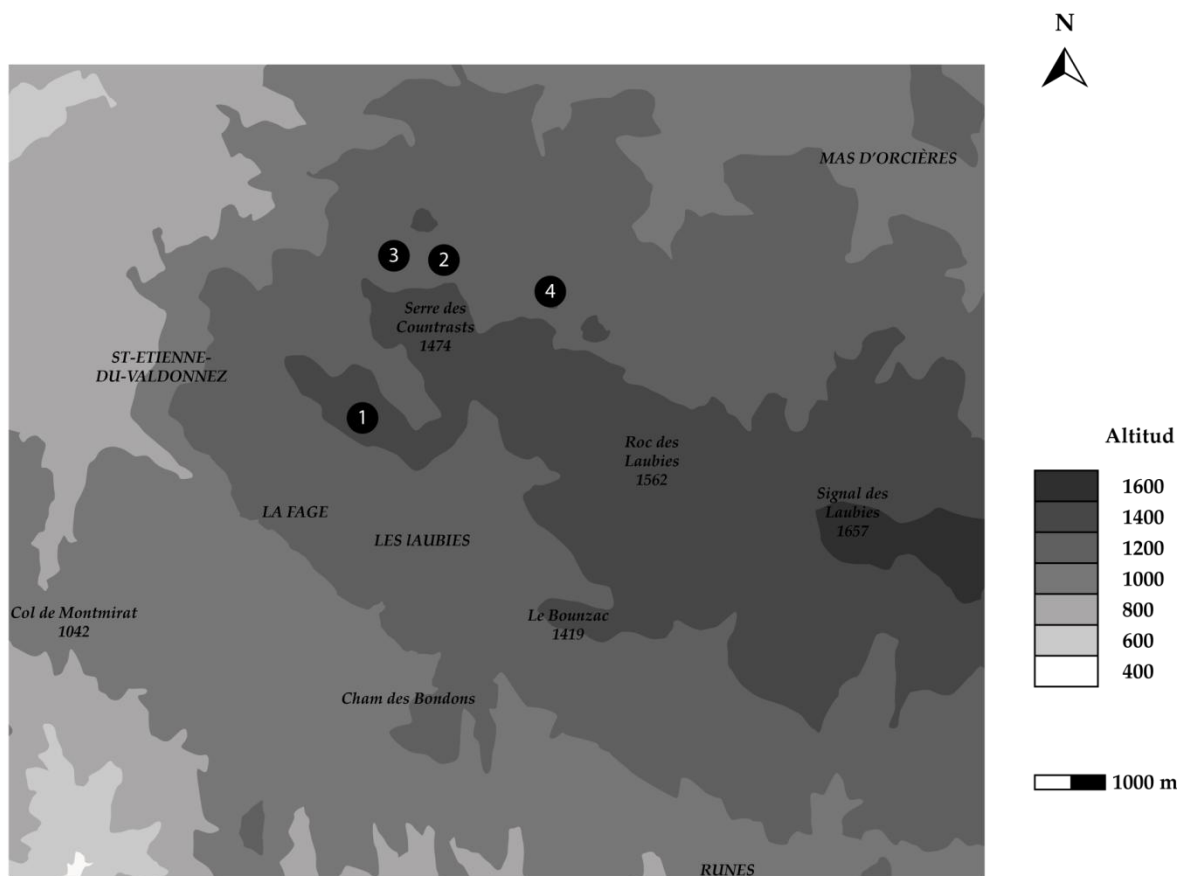 N
MAS D'ORCIÈRES
3
2
4
Serre des
Countrasts
1474
ST-ETIENNE-
DU-VALDONNEZ
1
Roc des
Laubies
1562
Altitud
1600
1400
1200
1000
800
600
400
Signal des
Laubies
1657
LA FAGE
LES lAUBIES
Col de Montmirat
1042
Le Bounzac
1419
Cham des Bondons
1000 m
RUNES